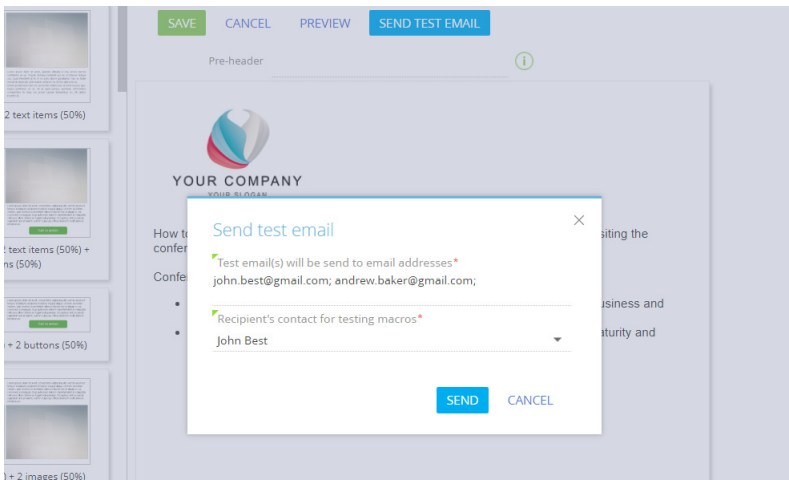 SAVE CANCEL PREVIEW SEND TEST EMAIL
Pre-header
i
2 text items (50%)
YOUR COMPANY
YOUR SLOGAN
2 text items (50%) +
ns (50%)
) + 2 buttons (50%)
) + 2 images (50%)
How to
siting the
confer
Confe
usiness and
aturity and
Send test email
Test email(s) will be send to email addresses*
john.best@gmail.com; andrew.baker@gmail.com;
Recipient's contact for testing macros*
John Best
SEND CANCEL